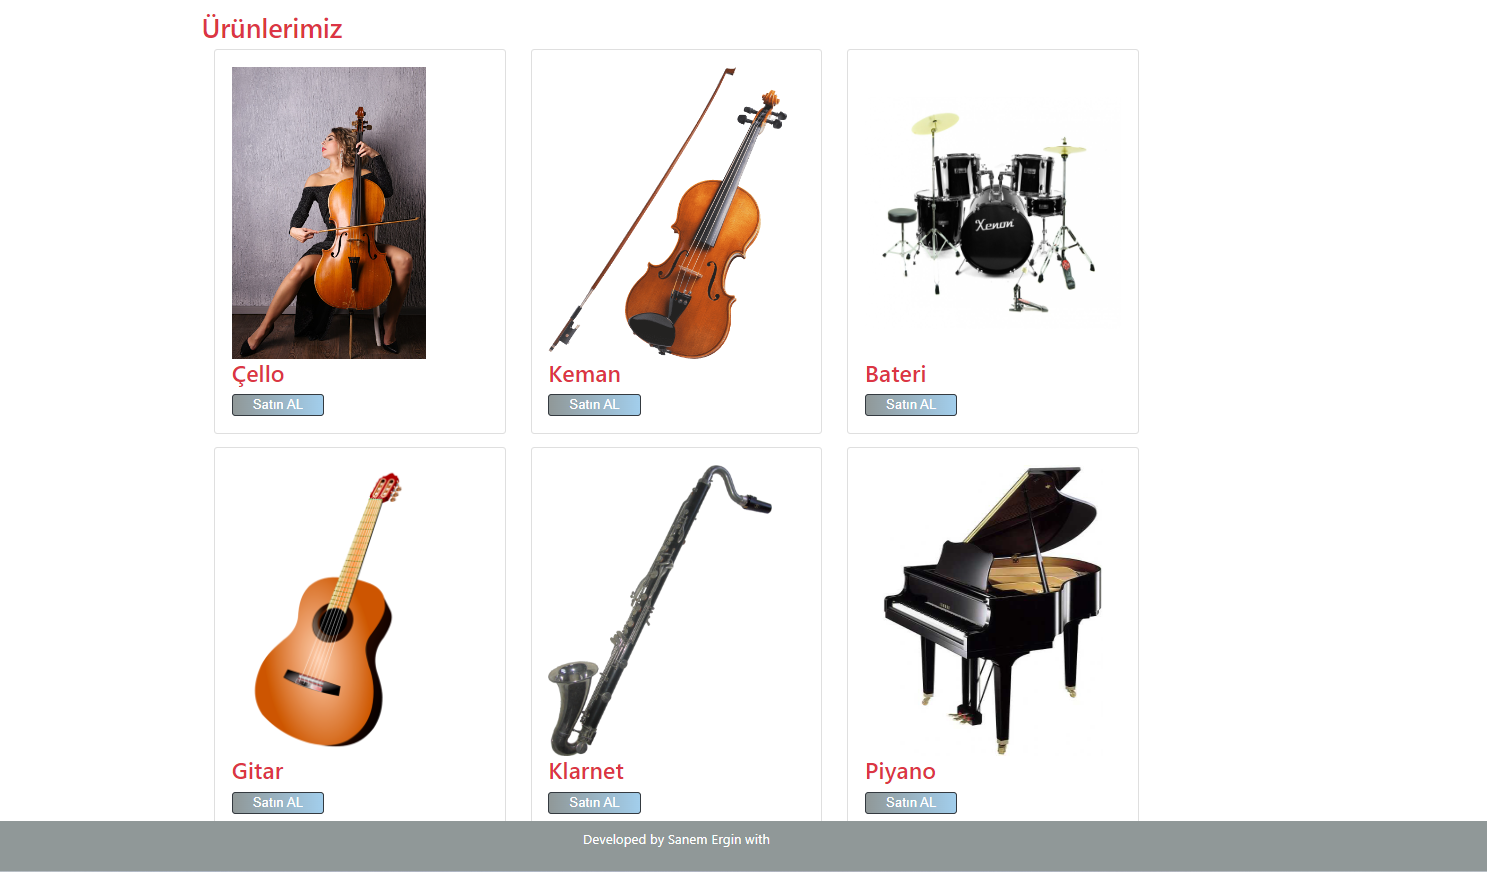 Ürünlerimiz
Xenon
Çello
Keman
Bateri
Satın AL
Satın AL
Satın AL
Gitar
Klarnet
Piyano
Satın AL
Satın AL
Satın AL
Developed by Sanem Ergin with